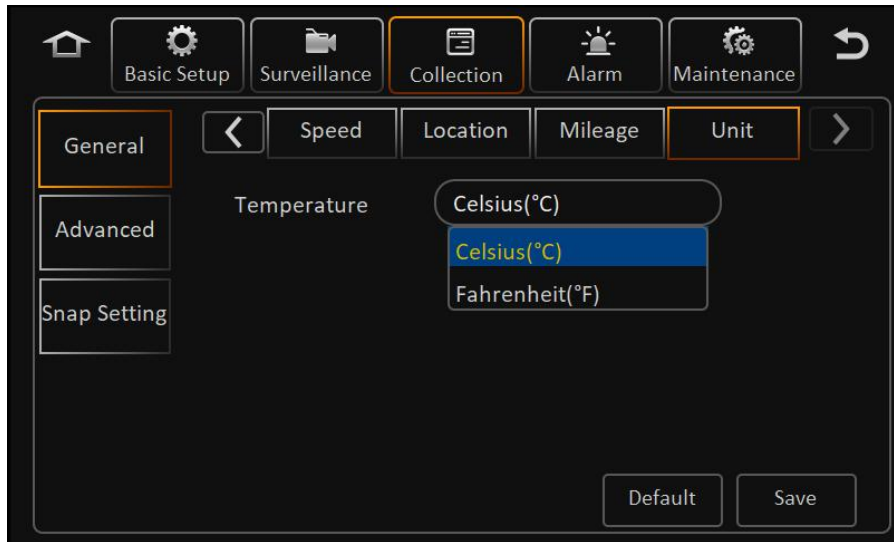 Basic Setup
Surveillance
Collection
Alarm
Maintenance
General
Speed
Location
Mileage
Unit
Temperature
Celsius(°C)
Advanced
Celsius(°C)
Fahrenheit(°F)
Snap Setting
Default
Save